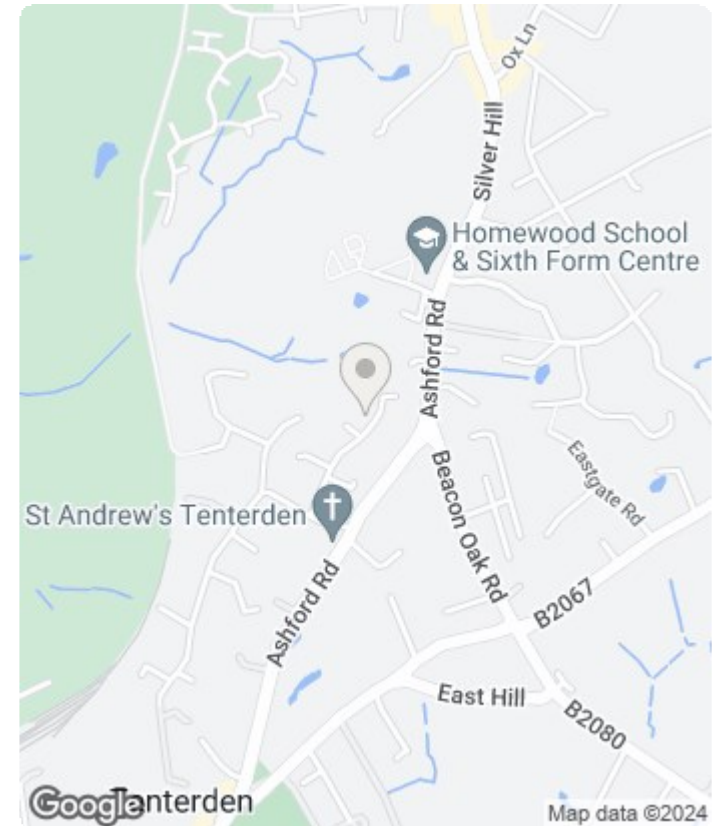 Ox Ln
Silver Hill
Homewood School
& Sixth Form Centre
Ashford Rd
Eastgate Rd
Beacon Oak Rd
St Andrew's Tenterden
B2067
Ashford Rd
East Hill
B2080
Google
Tenterden
Map data ©2024